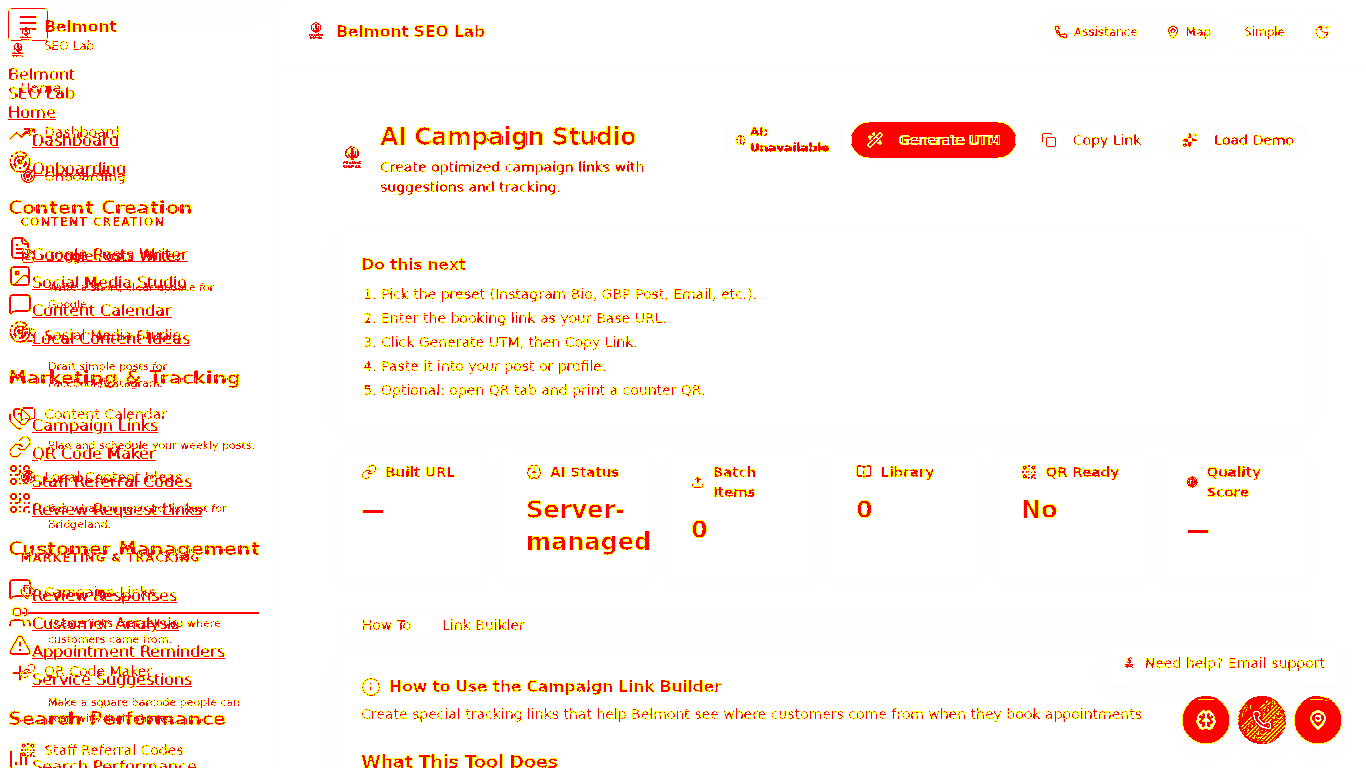 Belmont
SEO Lab
Belmont
SEO Lab
Home
Home
Dashboard
Dashboard
Onboarding
Onboarding
Content Creation
CONTENT CREATION
Google Posts Writer
Google Posts Writer
Social Media Studio
Google.
Content Calendar
Social Media Studio
Local Content Ideas
Draft simple posts for
Marketing & Tracking
Content Calendar
Campaign Links
Plan and schedule your weekly posts.
QR Code Maker
Local Content Ideas
Staff Referral Codes
Review Request Links
Bridgeland.
Customer Management
MARKETING & TRACKING
Campaign Links
Review Responses
Customer Analysis
customers came from.
Appointment Reminders
QR Code Maker
Service Suggestions
Make a square barcode people can
Search Performance
Staff Referral Codes
Search Performance
Belmont SEO Lab
Assistance
Map
Simple
AI Campaign Studio
Create optimized campaign links with
suggestions and tracking.
AI:
Unavailable
Generate UTM
Copy Link
Load Demo
Do this next
1. Pick the preset (Instagram Bio, GBP Post, Email, etc.).
2. Enter the booking link as your Base URL.
3. Click Generate UTM, then Copy Link.
4. Paste it into your post or profile.
5. Optional: open QR tab and print a counter QR.
Built URL
—
AI Status
Server-
managed
Batch
Items
0
Library
0
QR Ready
No
Quality
Score
—
How To
Link Builder
How to Use the Campaign Link Builder
Create special tracking links that help Belmont see where customers come from when they book appointments
What This Tool Does
Need help? Email support